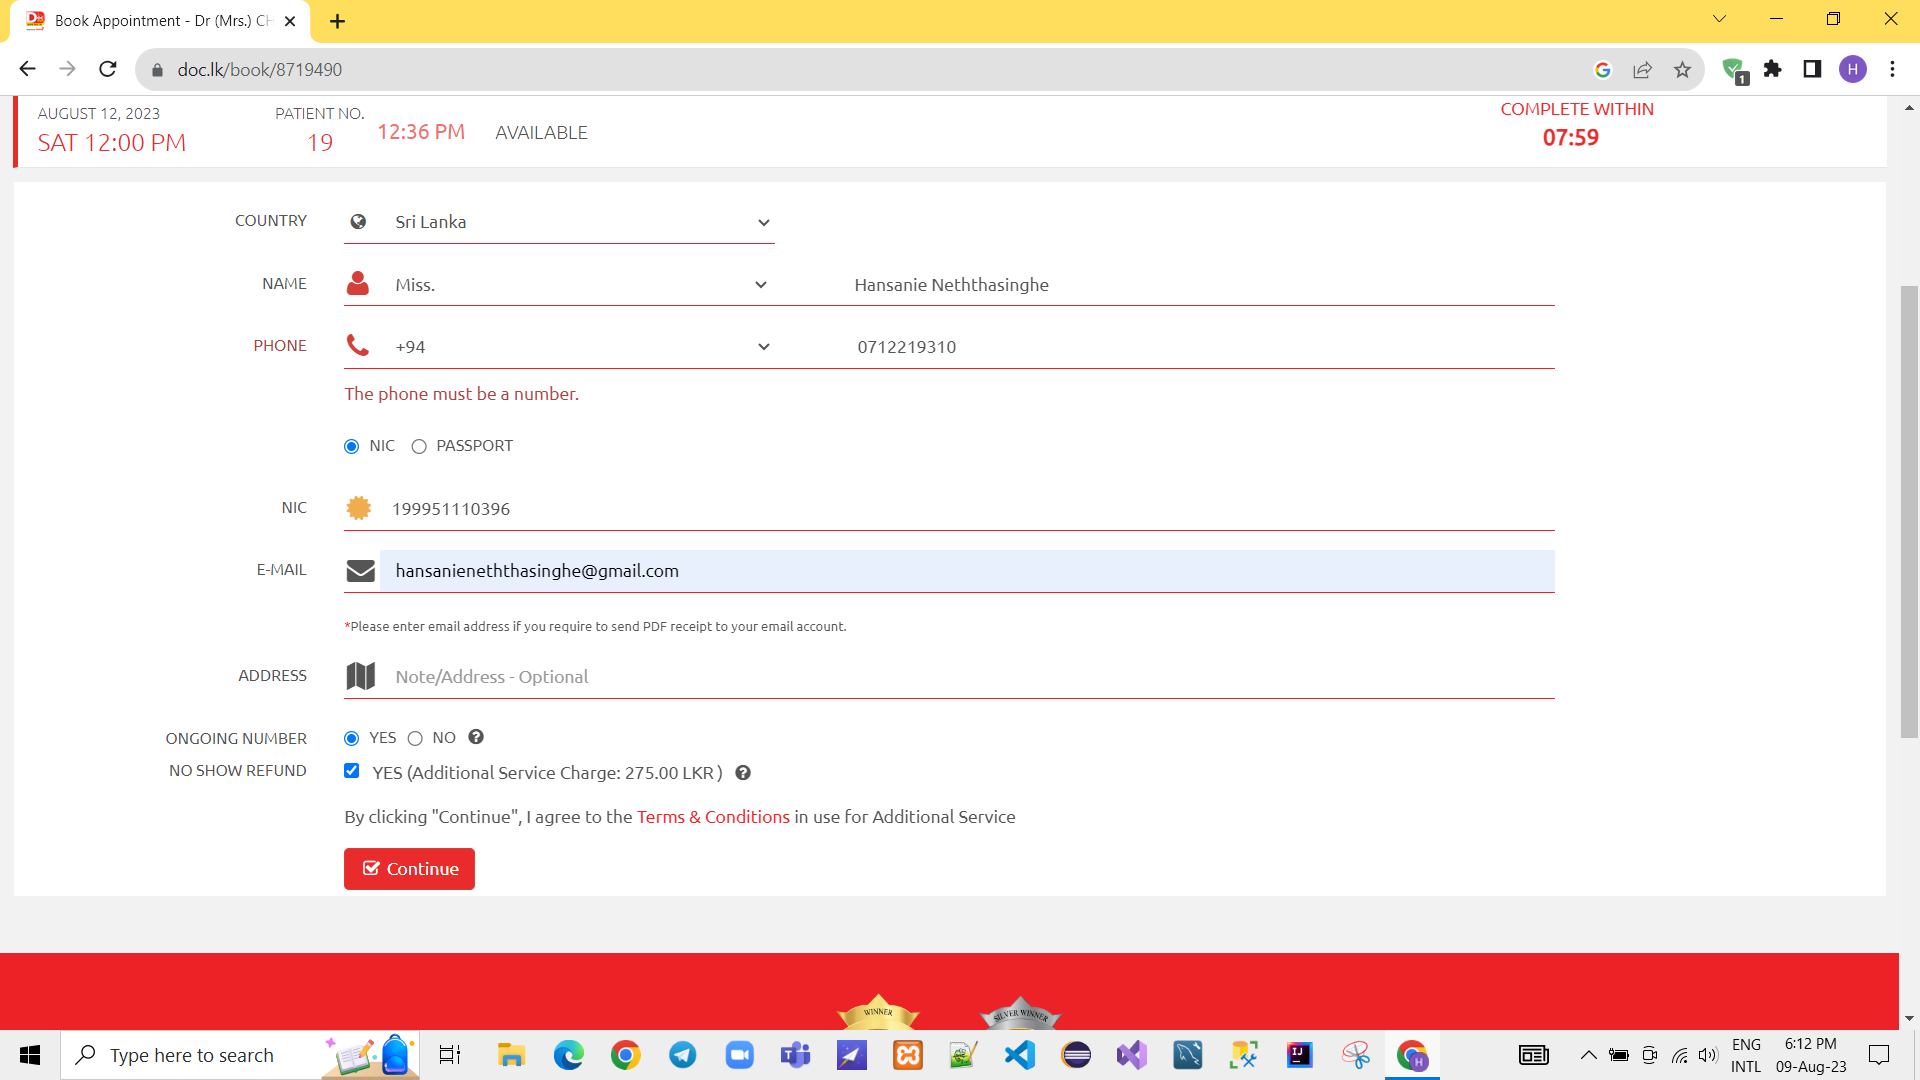 Book Appointment - Dr (Mrs.) CH
doc.lk/book/8719490
1
H
AUGUST 12, 2023
SAT 12:00 PM
PATIENT NO.
19
12:36 PM
AVAILABLE
COMPLETE WITHIN
07:59
COUNTRY
Sri Lanka
NAME
Miss.
Hansanie Neththasinghe
PHONE
+94
0712219310
The phone must be a number.
NIC
PASSPORT
NIC
199951110396
E-MAIL
hansanieneththasinghe@gmail.com
*Please enter email address if you require to send PDF receipt to your email account.
ADDRESS
Note/Address - Optional
ONGOING NUMBER
YES
NO
NO SHOW REFUND
YES (Additional Service Charge: 275.00 LKR )
By clicking "Continue", I agree to the Terms & Conditions in use for Additional Service
Continue
WINNER
SILVER WINNER
Type here to search
ENG
INTL
6:12 PM
09-Aug-23